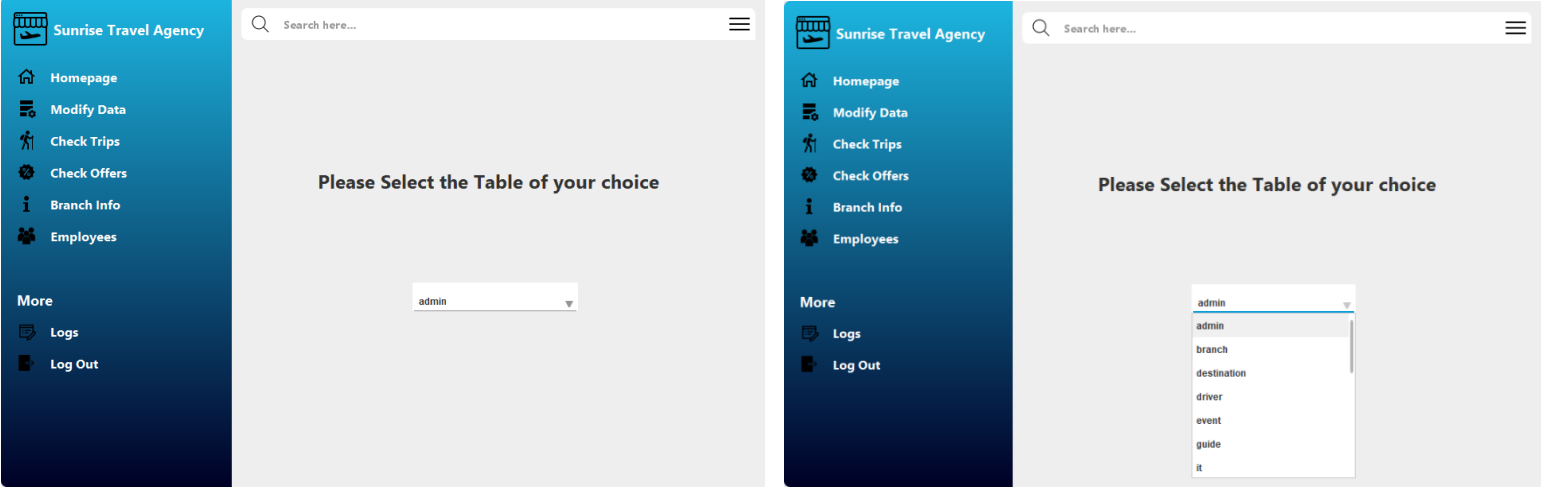 Sunrise Travel Agency
Search here...
Homepage
Modify Data
Check Trips
Check Offers
Branch Info
Employees
More
Logs
Log Out
Please Select the Table of your choice
admin
Sunrise Travel Agency
Search here...
Homepage
Modify Data
Check Trips
Check Offers
Branch Info
Employees
More
Logs
Log Out
Please Select the Table of your choice
admin
admin
branch
destination
driver
event
guide
it